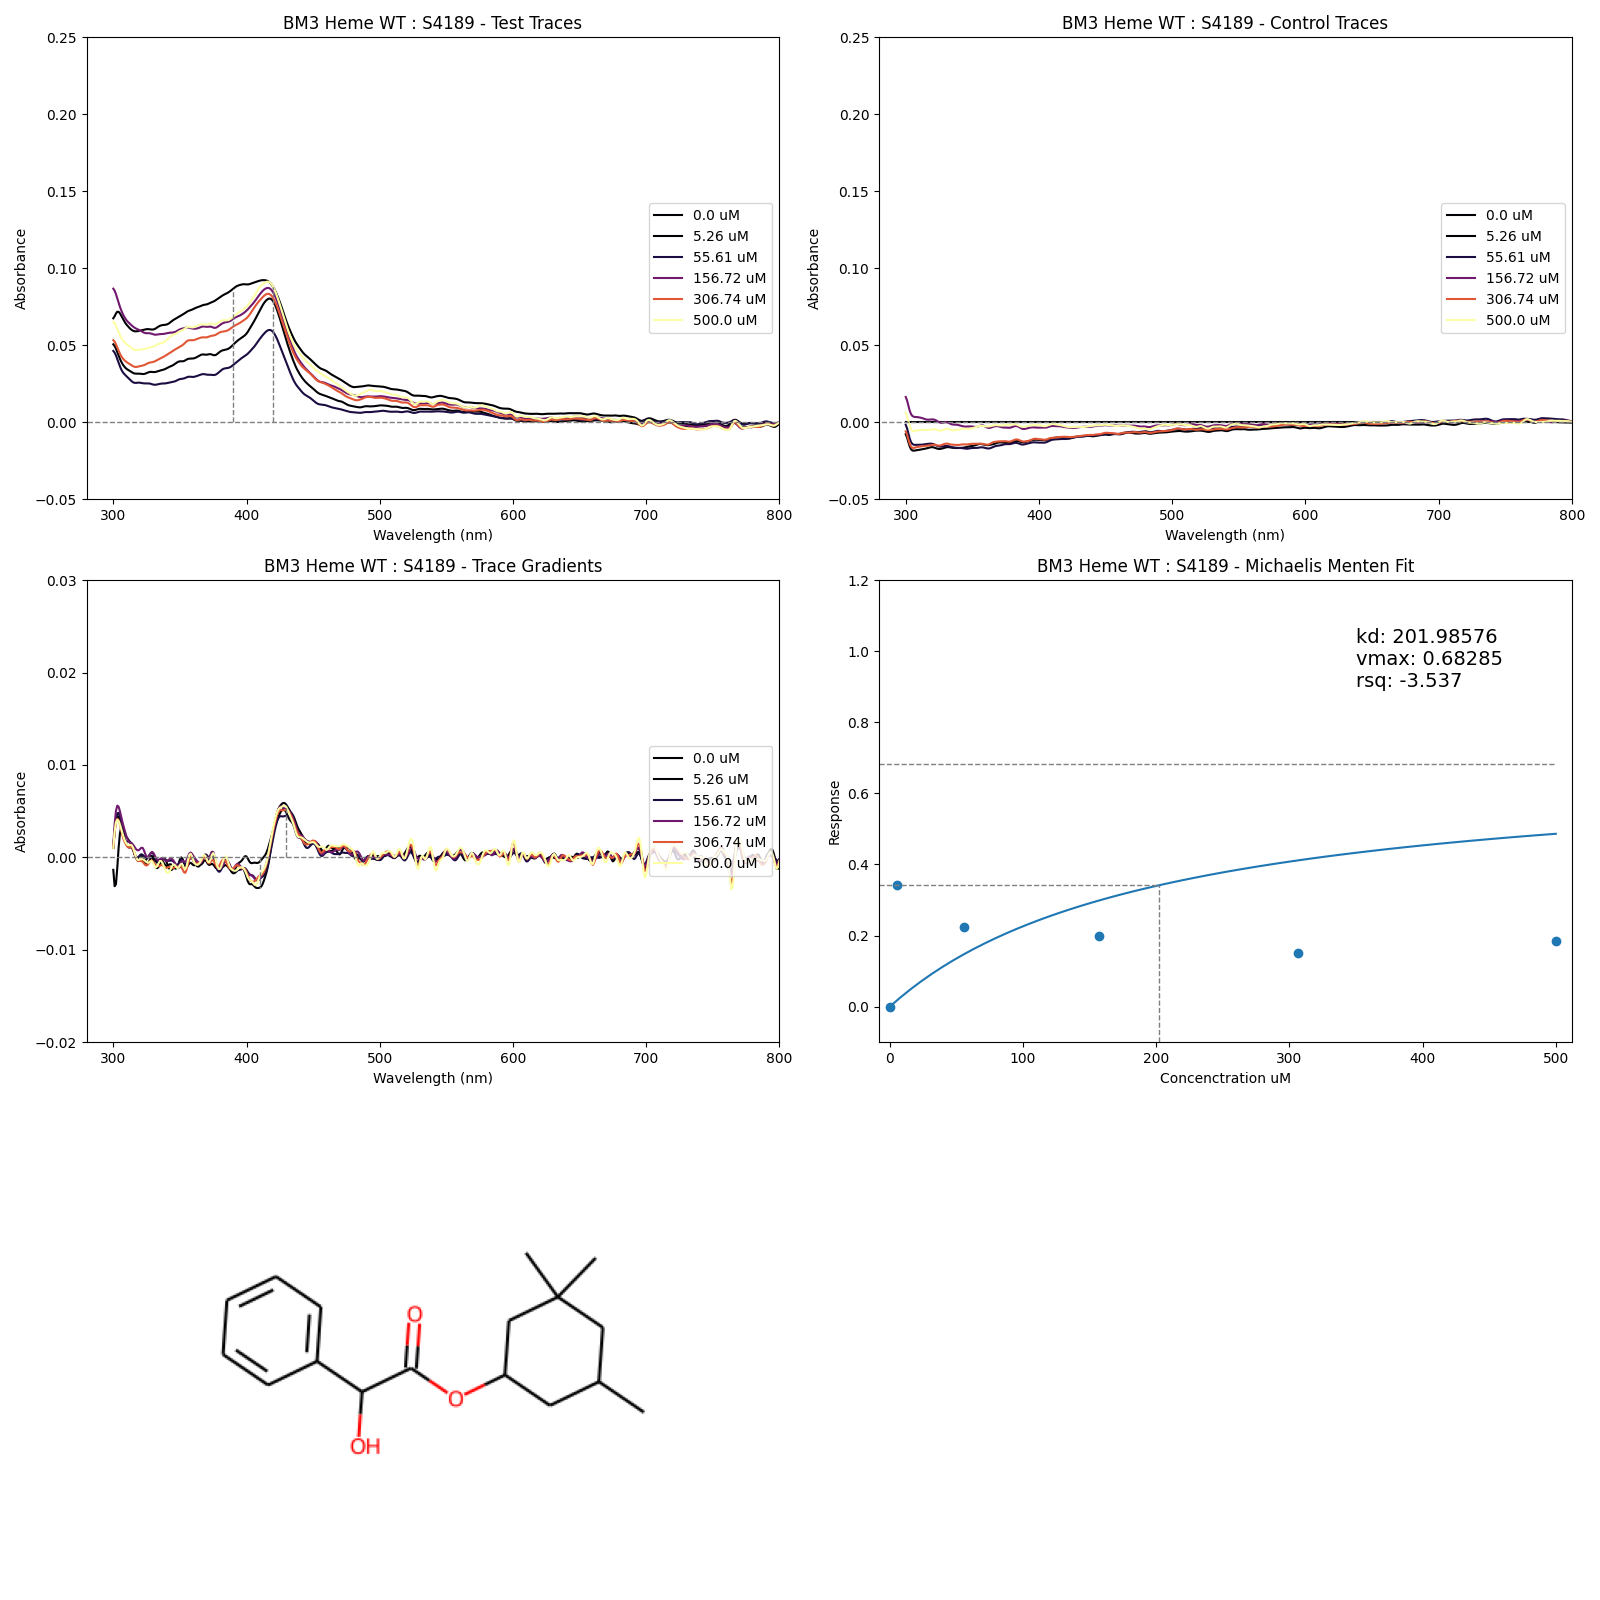 BM3 Heme WT : S4189 - Test Traces
0.25
0.20
0.15
0.10
0.05
0.00
−0.05
Absorbance
300 400 500 600 700 800
Wavelength (nm)
0.0 uM
5.26 uM
55.61 uM
156.72 uM
306.74 uM
500.0 uM
BM3 Heme WT : S4189 - Control Traces
0.25
0.20
0.15
0.10
0.05
0.00
−0.05
Absorbance
300 400 500 600 700 800
Wavelength (nm)
0.0 uM
5.26 uM
55.61 uM
156.72 uM
306.74 uM
500.0 uM
BM3 Heme WT : S4189 - Trace Gradients
0.03
0.02
0.01
0.00
−0.01
−0.02
Absorbance
300 400 500 600 700 800
Wavelength (nm)
0.0 uM
5.26 uM
55.61 uM
156.72 uM
306.74 uM
500.0 uM
BM3 Heme WT : S4189 - Michaelis Menten Fit
1.2
1.0
0.8
0.6
0.4
0.2
0.0
Response
0 100 200 300 400 500
Concenctration uM
kd: 201.98576
vmax: 0.68285
rsq: -3.537
O
O
OH